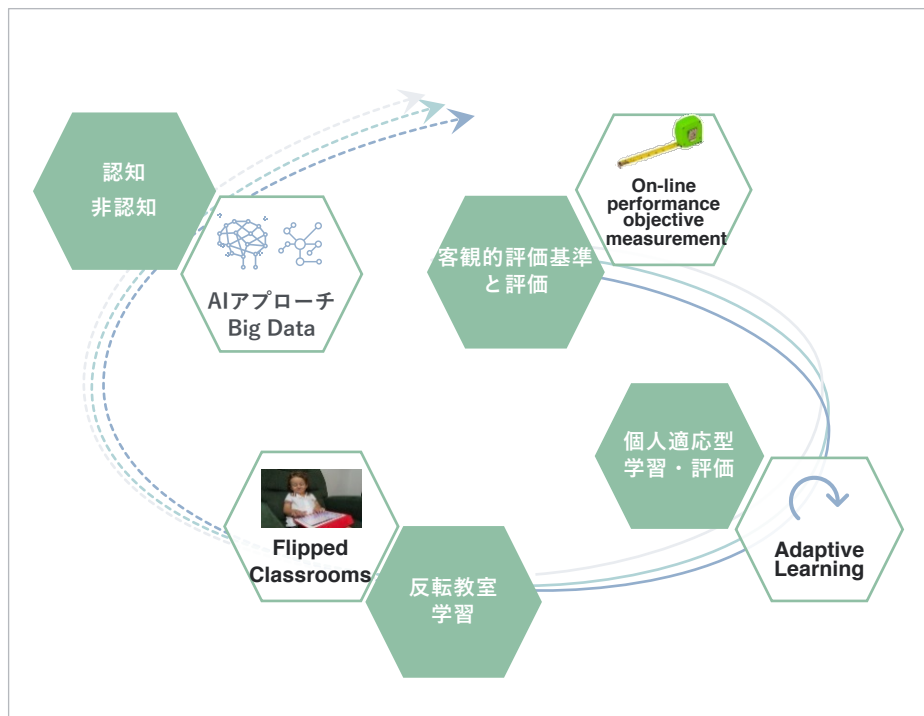 認知
非認知
AIアプローチ
Big Data
On-line
performance
objective
measurement
客観的評価基準
と評価
個人適応型
学習・評価
Adaptive
Learning
Flipped
Classrooms
反転教室
学習